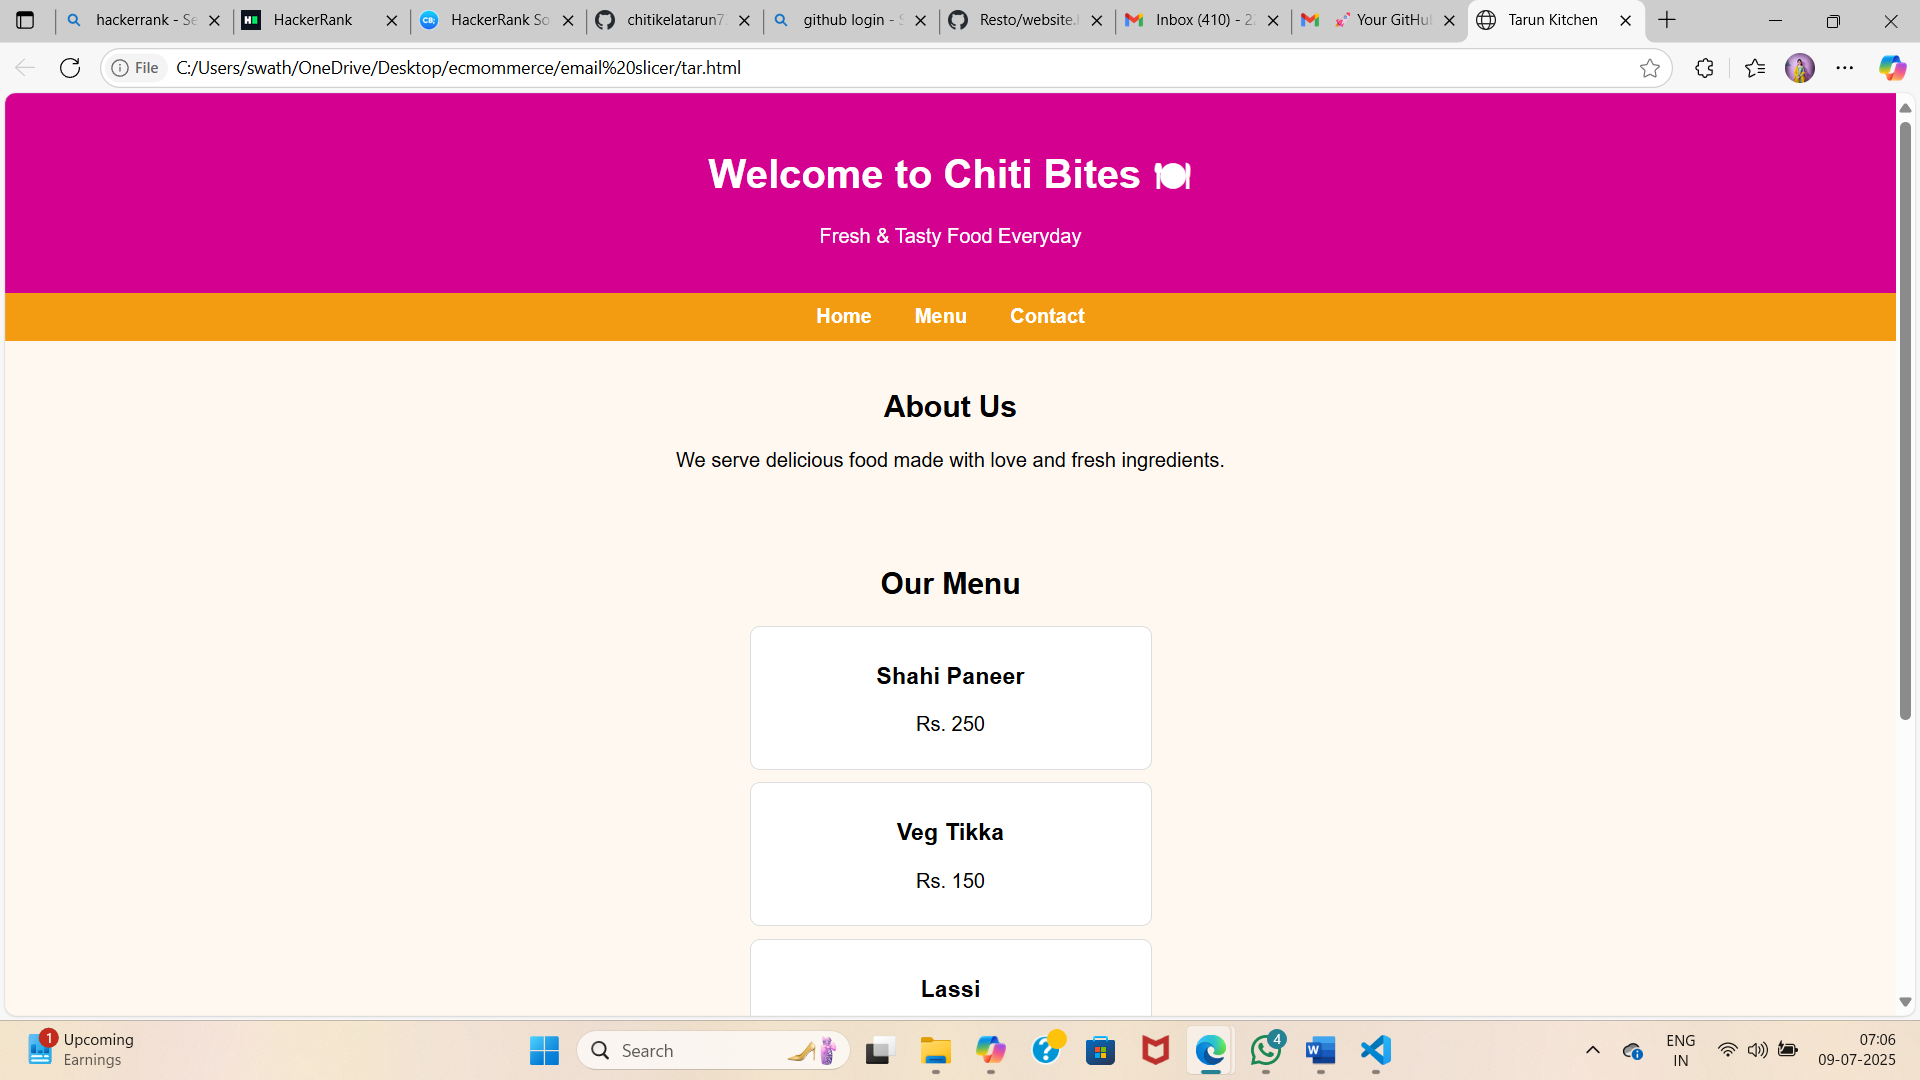 hackerrank - Se
HackerRank
HackerRank So
chitikelatarun7
github login - S
Resto/website.
Inbox (410) - 2
Your GitHu
Tarun Kitchen
File
C:/Users/swath/OneDrive/Desktop/ecmommerce/email%20slicer/tar.html
Welcome to Chiti Bites
Fresh & Tasty Food Everyday
Home Menu Contact
About Us
We serve delicious food made with love and fresh ingredients.
Our Menu
Shahi Paneer
Rs. 250
Veg Tikka
Rs. 150
Lassi
1
Upcoming
Earnings
Search
4
ENG
IN
07:06
09-07-2025